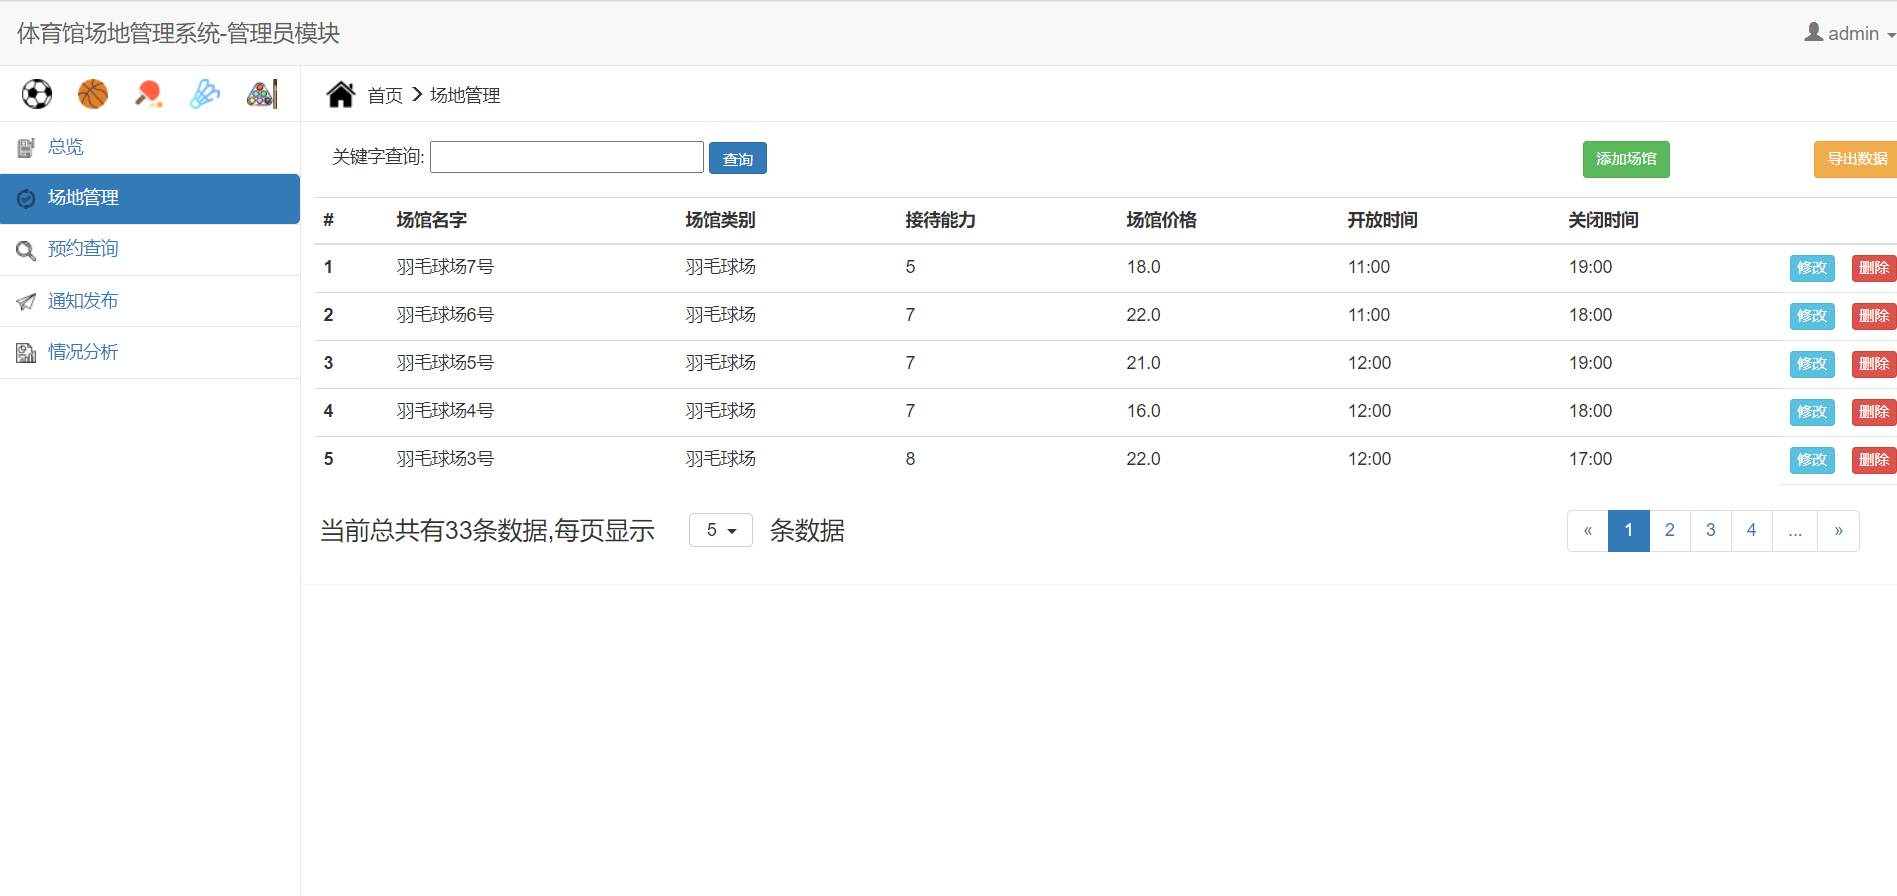 体育馆场地管理系统-管理员模块 admin
首页 > 场地管理
总览
场地管理
预约查询
通知发布
情况分析
关键字查询: 查询 添加场馆 导出数据
# 场馆名字 场馆类别 接待能力 场馆价格 开放时间 关闭时间
1 羽毛球场7号 羽毛球场 5 18.0 11:00 19:00 修改 删除
2 羽毛球场6号 羽毛球场 7 22.0 11:00 18:00 修改 删除
3 羽毛球场5号 羽毛球场 7 21.0 12:00 19:00 修改 删除
4 羽毛球场4号 羽毛球场 7 16.0 12:00 18:00 修改 删除
5 羽毛球场3号 羽毛球场 8 22.0 12:00 17:00 修改 删除
当前总共有33条数据,每页显示 5 条数据 « 1 2 3 4 ... »